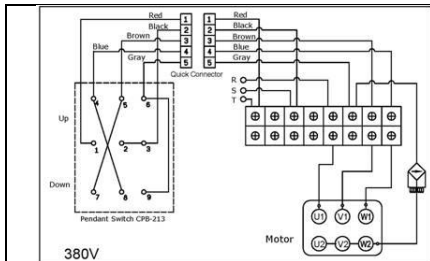 Red
Black
Brown
Blue
Gray
1
2
3
4
5
Quick Connector
1
2
3
4
5
Red
Black
Brown
Blue
Gray
R
S
T
Up
Down
4
5
6
1
2
3
7
8
9
Pendant Switch CPB-213
U1
V1
W1
U2
V2
W2
Motor
380V